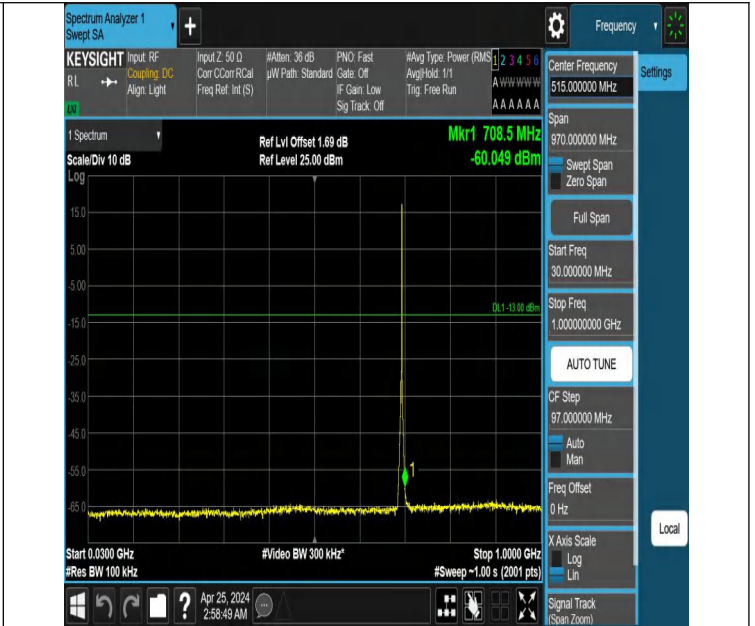 Spectrum Analyzer 1
Swept SA
+
Frequency
KEYSIGHT
RL
Input: RF
Coupling: DC
Align: Light
Input Z: 50 Ω
Corr CCorr RCal
Freq Ref: Int (S)
#Atten: 36 dB
µW Path: Standard
PNO: Fast
Gate: Off
IF Gain: Low
Sig Track: Off
#Avg Type: Power (RMS
Avg|Hold: 1/1
Trig: Free Run
1 2 3 4 5 6
A W W W W W
A A A A A A
Center Frequency
515.000000 MHz
Settings
1 Spectrum
Scale/Div 10 dB
Log
Ref Lvl Offset 1.69 dB
Ref Level 25.00 dBm
Mkr1 708.5 MHz
-60.049 dBm
Span
970.000000 MHz
Swept Span
Zero Span
Full Span
Start Freq
30.000000 MHz
Stop Freq
1.000000000 GHz
AUTO TUNE
CF Step
97.000000 MHz
Auto
Man
Freq Offset
0 Hz
X Axis Scale
Log
Lin
Signal Track
(Span Zoom)
Local
15.0
5.00
-5.00
-15.0
-25.0
-35.0
-45.0
-55.0
-65.0
DL1 -13.00 dBm
1
Start 0.0300 GHz
#Res BW 100 kHz
#Video BW 300 kHz*
Stop 1.0000 GHz
#Sweep ~1.00 s (2001 pts)
?
Apr 25, 2024
2:58:49 AM